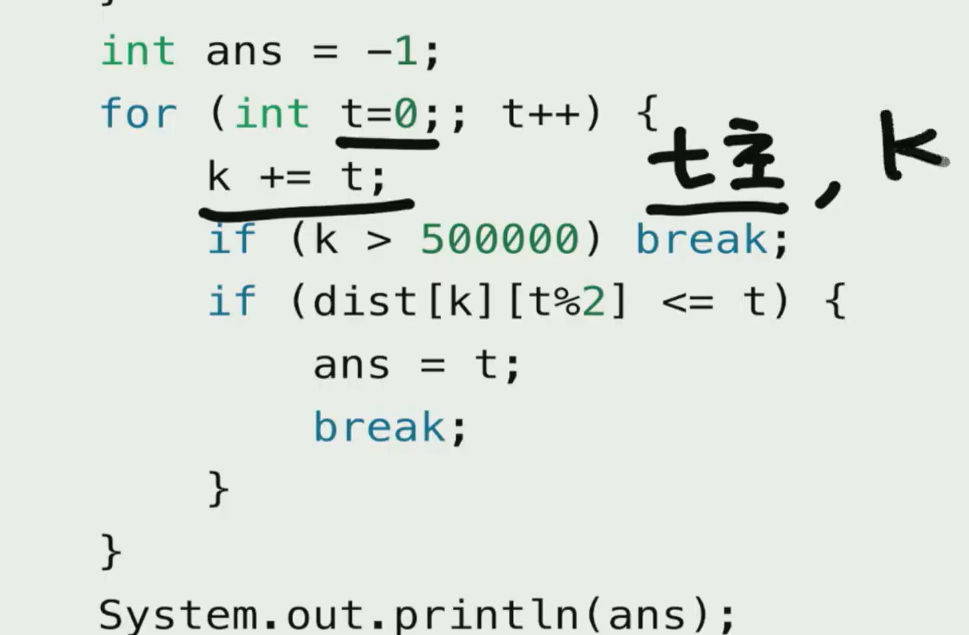 }
int ans = -1;
for (int t=0;; t++) {
k += t;
t초, k
if (k > 500000) break;
if (dist[k][t%2] <= t) {
ans = t;
break;
}
}
System.out.println(ans);